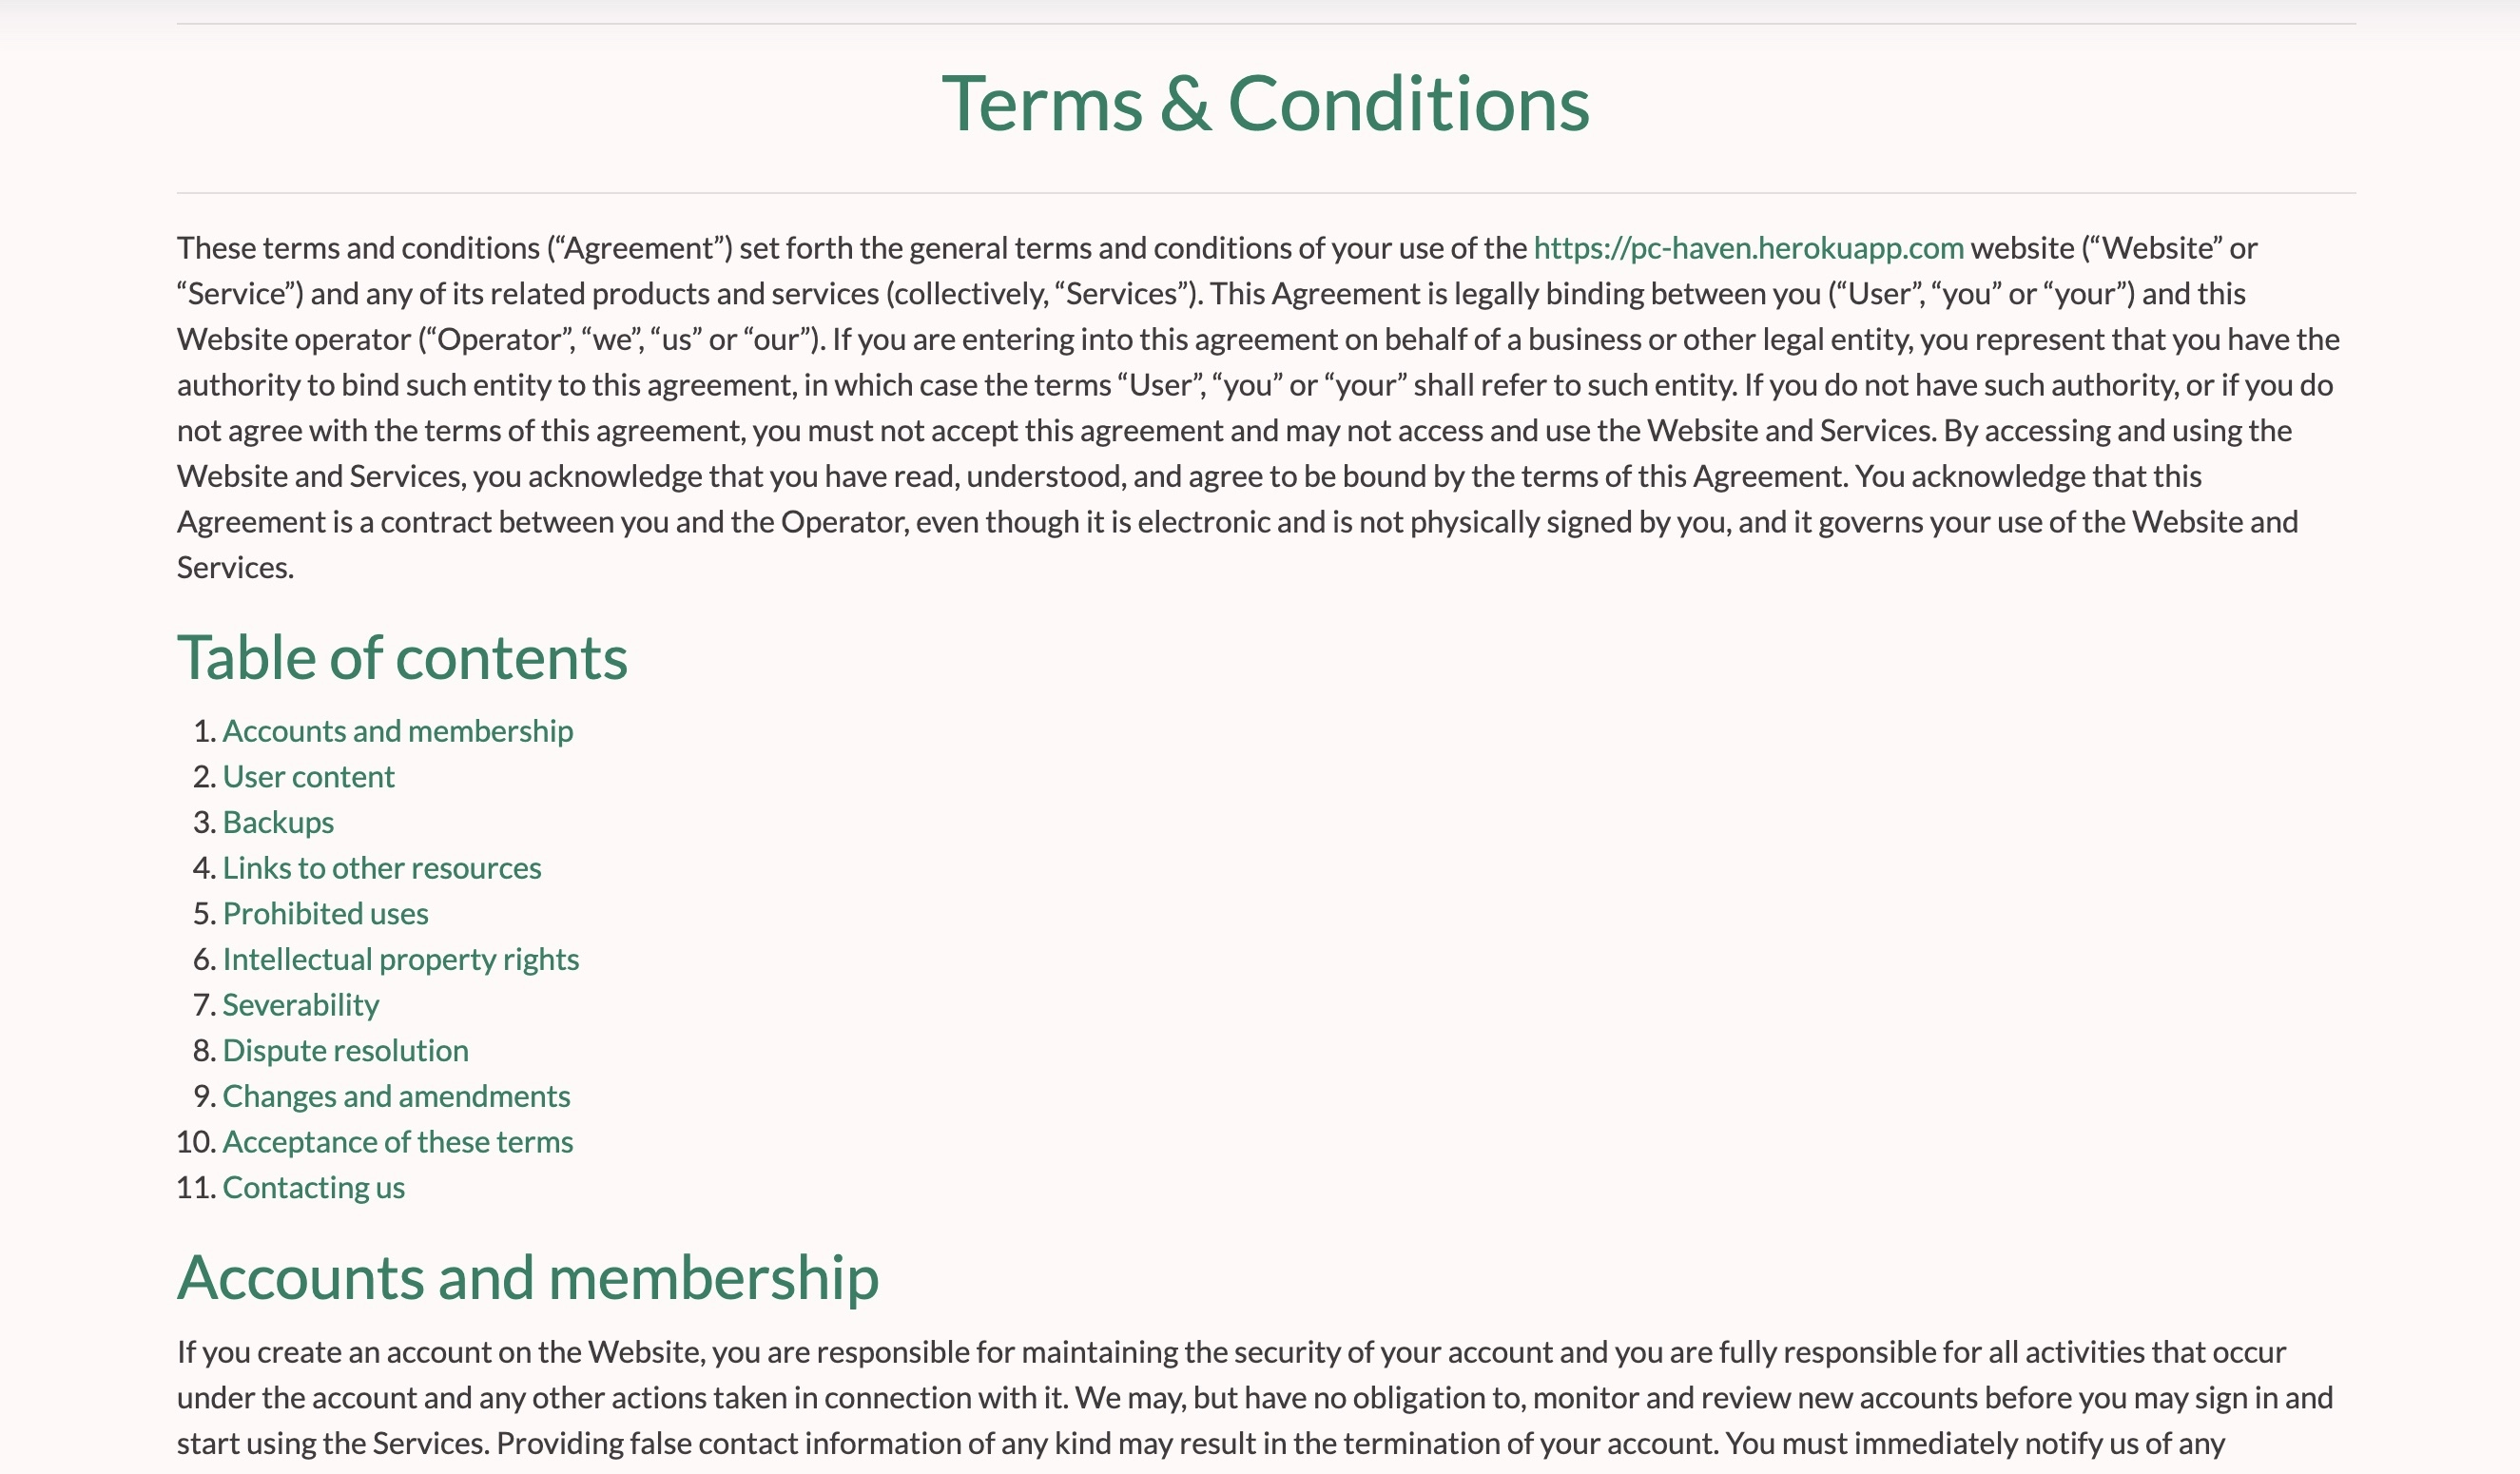 Terms & Conditions
These terms and conditions (“Agreement”) set forth the general terms and conditions of your use of the https://pc-haven.herokuapp.com website (“Website” or
“Service”) and any of its related products and services (collectively, “Services”). This Agreement is legally binding between you (“User”, “you” or “your”) and this
Website operator (“Operator”, “we”, “us” or “our”). If you are entering into this agreement on behalf of a business or other legal entity, you represent that you have the
authority to bind such entity to this agreement, in which case the terms “User”, “you” or “your” shall refer to such entity. If you do not have such authority, or if you do
not agree with the terms of this agreement, you must not accept this agreement and may not access and use the Website and Services. By accessing and using the
Website and Services, you acknowledge that you have read, understood, and agree to be bound by the terms of this Agreement. You acknowledge that this
Agreement is a contract between you and the Operator, even though it is electronic and is not physically signed by you, and it governs your use of the Website and
Services.
Table of contents
1. Accounts and membership
2. User content
3. Backups
4. Links to other resources
5. Prohibited uses
6. Intellectual property rights
7. Severability
8. Dispute resolution
9. Changes and amendments
10. Acceptance of these terms
11. Contacting us
Accounts and membership
If you create an account on the Website, you are responsible for maintaining the security of your account and you are fully responsible for all activities that occur
under the account and any other actions taken in connection with it. We may, but have no obligation to, monitor and review new accounts before you may sign in and
start using the Services. Providing false contact information of any kind may result in the termination of your account. You must immediately notify us of any